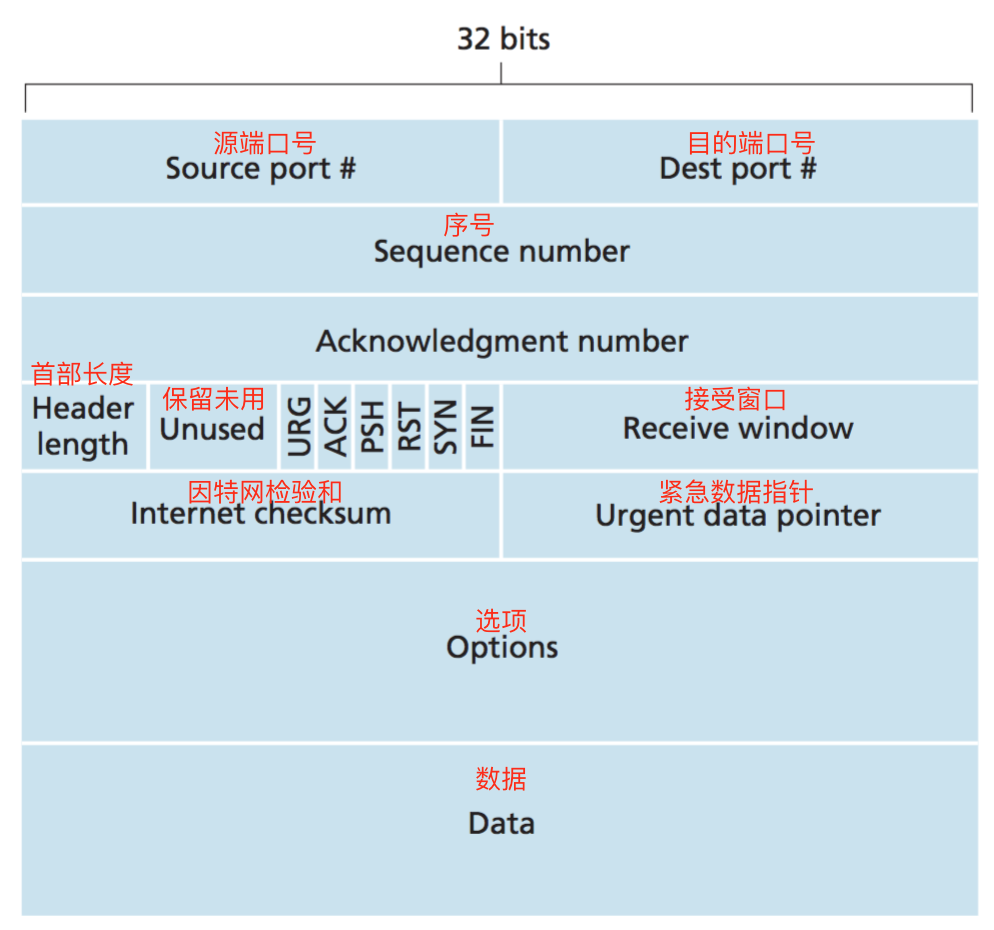 32 bits
源端口号
Source port #
目的端口号
Dest port #
序号
Sequence number
Acknowledgment number
首部长度
Header
length
保留未用
Unused
URG
ACK
PSH
RST
SYN
FIN
接受窗口
Receive window
因特网检验和
Internet checksum
紧急数据指针
Urgent data pointer
选项
Options
数据
Data